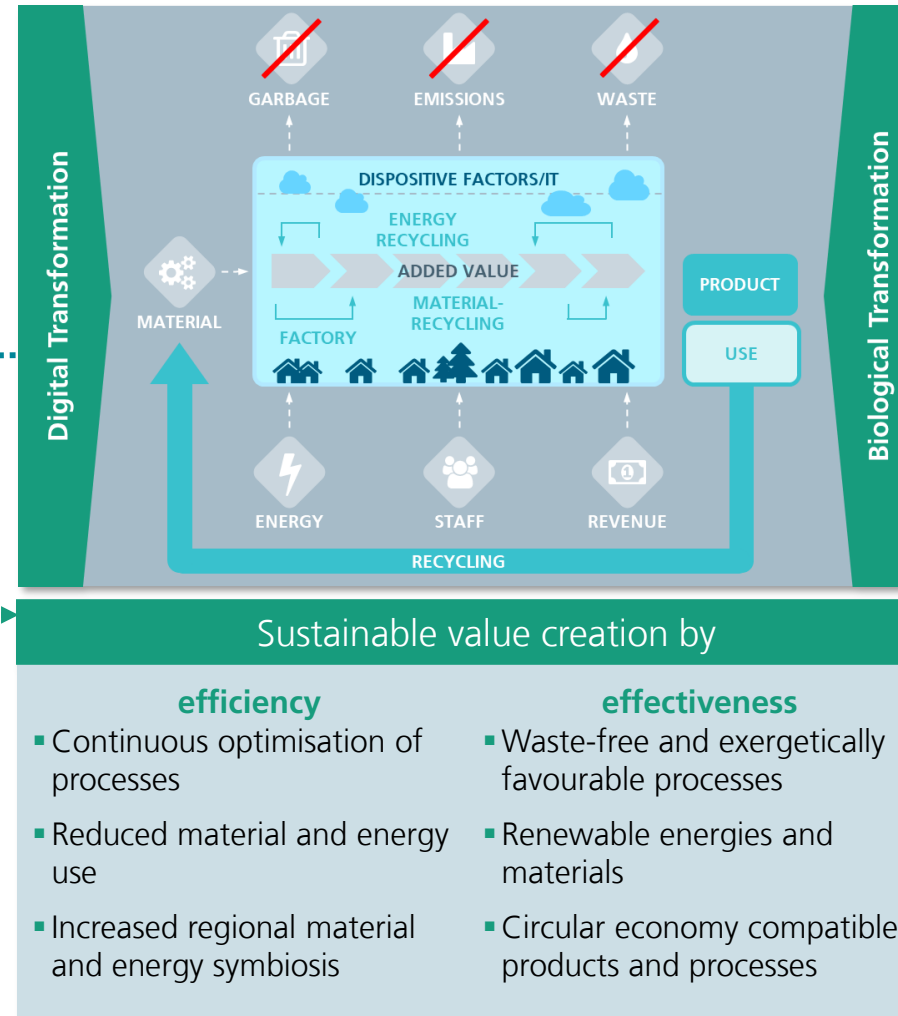 Digital Transformation
GARBAGE
EMISSIONS
WASTE
DISPOSITIVE FACTORS/IT
ENERGY
RECYCLING
ADDED VALUE
MATERIAL-
RECYCLING
FACTORY
MATERIAL
PRODUCT
USE
1
ENERGY
STAFF
REVENUE
RECYCLING
Biological Transformation
Sustainable value creation by
efficiency
▪ Continuous optimisation of
processes
▪ Reduced material and energy
use
▪ Increased regional material
and energy symbiosis
effectiveness
▪ Waste-free and exergetically
favourable processes
▪ Renewable energies and
materials
▪ Circular economy compatible
products and processes